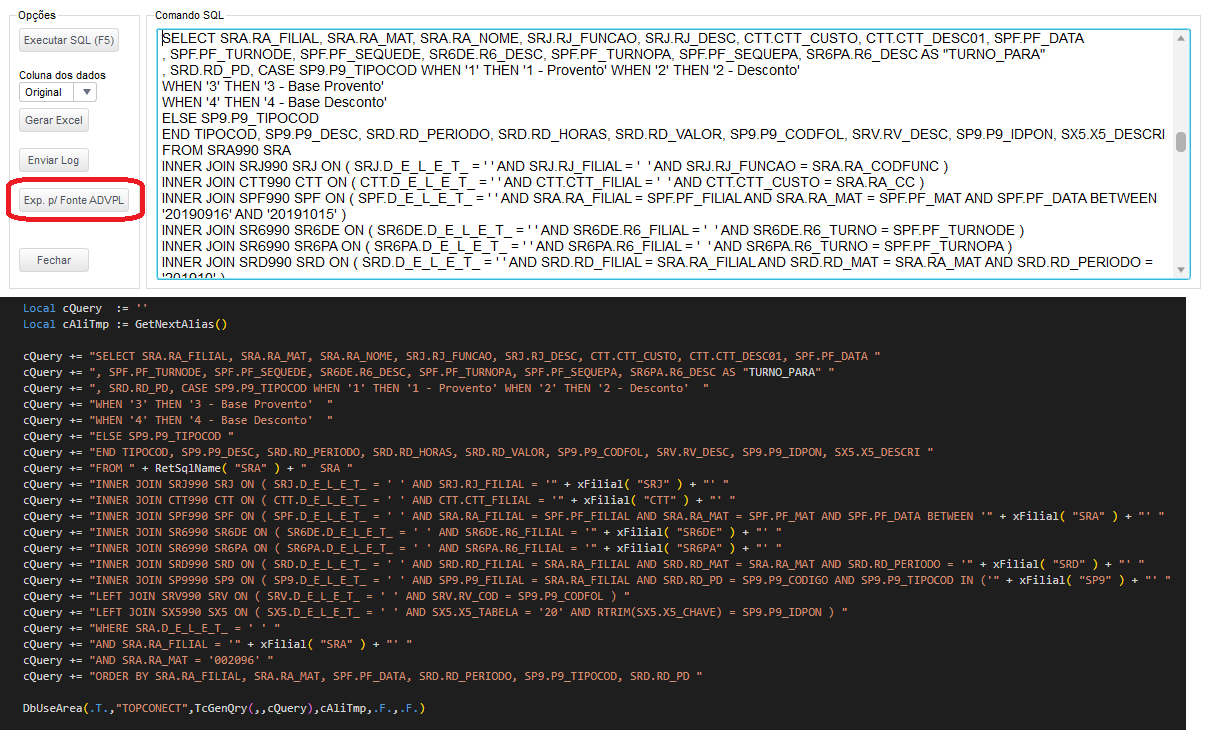 Opções
Executar SQL (F5)
Coluna dos dados
Original
Gerar Excel
Enviar Log
Exp. p/ Fonte ADVPL
Fechar
Comando SQL
SELECT SRA.RA_FILIAL, SRA.RA_MAT, SRA.RA_NOME, SRJ.RJ_FUNCAO, SRJ.RJ_DESC, CTT.CTT_CUSTO, CTT.CTT_DESC01, SPF.PF_DATA
, SPF.PF_TURNODE, SPF.PF_SEQUEDE, SR6DE.R6_DESC, SPF.PF_TURNOPA, SPF.PF_SEQUEPA, SR6PA.R6_DESC AS "TURNO_PARA"
, SRD.RD_PD, CASE SP9.P9_TIPOCOD WHEN '1' THEN '1 - Provento' WHEN '2' THEN '2 - Desconto'
WHEN '3' THEN '3 - Base Provento'
WHEN '4' THEN '4 - Base Desconto'
ELSE SP9.P9_TIPOCOD
END TIPOCOD, SP9.P9_DESC, SRD.RD_PERIODO, SRD.RD_HORAS, SRD.RD_VALOR, SP9.P9_CODFOL, SRV.RV_DESC, SP9.P9_IDPON, SX5.X5_DESCRI
FROM SRA990 SRA
INNER JOIN SRJ990 SRJ ON ( SRJ.D_E_L_E_T_ = ' ' AND SRJ.RJ_FILIAL = '  ' AND SRJ.RJ_FUNCAO = SRA.RA_CODFUNC )
INNER JOIN CTT990 CTT ON ( CTT.D_E_L_E_T_ = ' ' AND CTT.CTT_FILIAL = '  ' AND CTT.CTT_CUSTO = SRA.RA_CC )
INNER JOIN SPF990 SPF ON ( SPF.D_E_L_E_T_ = ' ' AND SRA.RA_FILIAL = SPF.PF_FILIAL AND SRA.RA_MAT = SPF.PF_MAT AND SPF.PF_DATA BETWEEN
'20190916' AND '20191015' )
INNER JOIN SR6990 SR6DE ON ( SR6DE.D_E_L_E_T_ = ' ' AND SR6DE.R6_FILIAL = '  ' AND SR6DE.R6_TURNO = SPF.PF_TURNODE )
INNER JOIN SR6990 SR6PA ON ( SR6PA.D_E_L_E_T_ = ' ' AND SR6PA.R6_FILIAL = '  ' AND SR6PA.R6_TURNO = SPF.PF_TURNOPA )
INNER JOIN SRD990 SRD ON ( SRD.D_E_L_E_T_ = ' ' AND SRD.RD_FILIAL = SRA.RA_FILIAL AND SRD.RD_MAT = SRA.RA_MAT AND SRD.RD_PERIODO =
'201910' )
Local cQuery  := ''
Local cAliTmp := GetNextAlias()
cQuery += "SELECT SRA.RA_FILIAL, SRA.RA_MAT, SRA.RA_NOME, SRJ.RJ_FUNCAO, SRJ.RJ_DESC, CTT.CTT_CUSTO, CTT.CTT_DESC01, SPF.PF_DATA "
cQuery += ", SPF.PF_TURNODE, SPF.PF_SEQUEDE, SR6DE.R6_DESC, SPF.PF_TURNOPA, SPF.PF_SEQUEPA, SR6PA.R6_DESC AS "TURNO_PARA" "
cQuery += ", SRD.RD_PD, CASE SP9.P9_TIPOCOD WHEN '1' THEN '1 - Provento' WHEN '2' THEN '2 - Desconto'  "
cQuery += "WHEN '3' THEN '3 - Base Provento'  "
cQuery += "WHEN '4' THEN '4 - Base Desconto'  "
cQuery += "ELSE SP9.P9_TIPOCOD "
cQuery += "END TIPOCOD, SP9.P9_DESC, SRD.RD_PERIODO, SRD.RD_HORAS, SRD.RD_VALOR, SP9.P9_CODFOL, SRV.RV_DESC, SP9.P9_IDPON, SX5.X5_DESCRI "
cQuery += "FROM " + RetSqlName( "SRA" ) + "  SRA "
cQuery += "INNER JOIN SRJ990 SRJ ON ( SRJ.D_E_L_E_T_ = ' ' AND SRJ.RJ_FILIAL = '" + xFilial( "SRJ" ) + "' "
cQuery += "INNER JOIN CTT990 CTT ON ( CTT.D_E_L_E_T_ = ' ' AND CTT.CTT_FILIAL = '" + xFilial( "CTT" ) + "' "
cQuery += "INNER JOIN SPF990 SPF ON ( SPF.D_E_L_E_T_ = ' ' AND SRA.RA_FILIAL = SPF.PF_FILIAL AND SRA.RA_MAT = SPF.PF_MAT AND SPF.PF_DATA BETWEEN '" + xFilial( "SRA" ) + "' "
cQuery += "INNER JOIN SR6990 SR6DE ON ( SR6DE.D_E_L_E_T_ = ' ' AND SR6DE.R6_FILIAL = '" + xFilial( "SR6DE" ) + "' "
cQuery += "INNER JOIN SR6990 SR6PA ON ( SR6PA.D_E_L_E_T_ = ' ' AND SR6PA.R6_FILIAL = '" + xFilial( "SR6PA" ) + "' "
cQuery += "INNER JOIN SRD990 SRD ON ( SRD.D_E_L_E_T_ = ' ' AND SRD.RD_FILIAL = SRA.RA_FILIAL AND SRD.RD_MAT = SRA.RA_MAT AND SRD.RD_PERIODO = '" + xFilial( "SRD" ) + "' "
cQuery += "INNER JOIN SP9990 SP9 ON ( SP9.D_E_L_E_T_ = ' ' AND SP9.P9_FILIAL = SRA.RA_FILIAL AND SRD.RD_PD = SP9.P9_CODIGO AND SP9.P9_TIPOCOD IN ('" + xFilial( "SP9" ) + "' "
cQuery += "LEFT JOIN SRV990 SRV ON ( SRV.D_E_L_E_T_ = ' ' AND SRV.RV_COD = SP9.P9_CODFOL ) "
cQuery += "LEFT JOIN SX5990 SX5 ON ( SX5.D_E_L_E_T_ = ' ' AND SX5.X5_TABELA = '20' AND RTRIM(SX5.X5_CHAVE) = SP9.P9_IDPON ) "
cQuery += "WHERE SRA.D_E_L_E_T_ = ' ' "
cQuery += "AND SRA.RA_FILIAL = '" + xFilial( "SRA" ) + "' "
cQuery += "AND SRA.RA_MAT = '002096' "
cQuery += "ORDER BY SRA.RA_FILIAL, SRA.RA_MAT, SPF.PF_DATA, SRD.RD_PERIODO, SP9.P9_TIPOCOD, SRD.RD_PD "
DbUseArea(.T.,"TOPCONECT",TcGenQry(,,cQuery),cAliTmp,.F.,.F.)